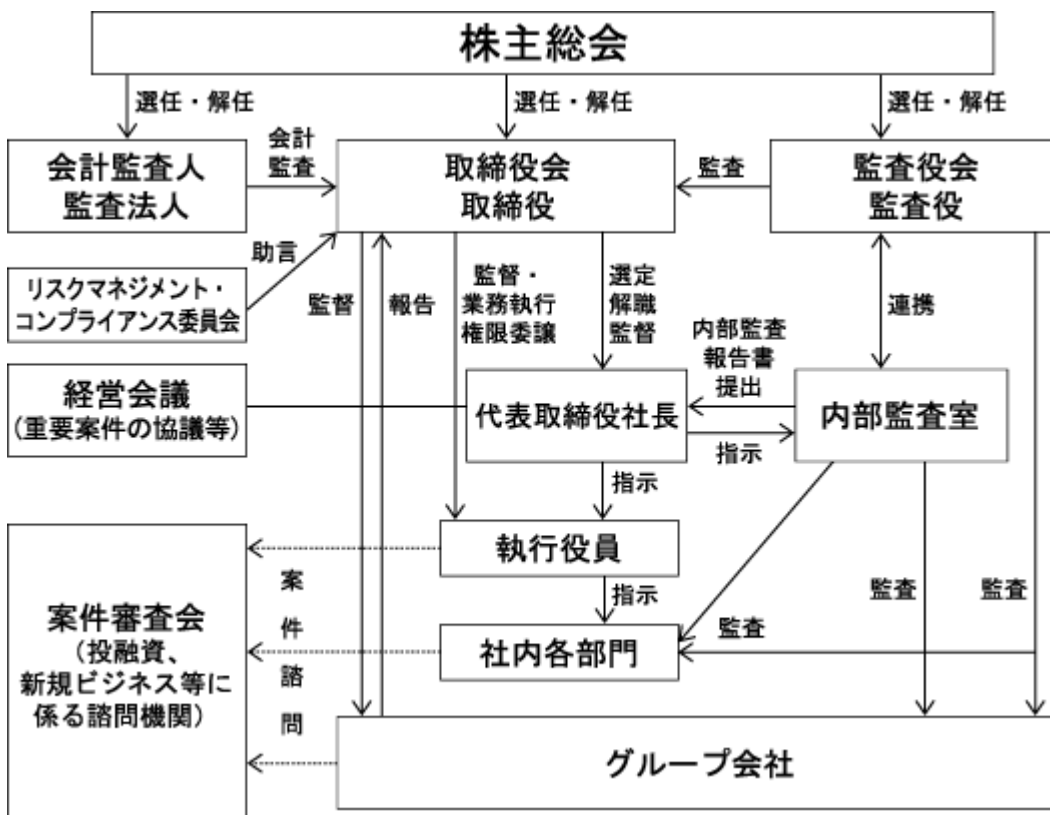 株主総会
選任・解任
選任・解任
選任・解任
会計監査人
監査法人
会計
監査
取締役会
取締役
監査
監査役会
監査役
助言
リスクマネジメント・
コンプライアンス委員会
監督
報告
監督・
業務執行
権限委譲
選定
解職
監督
連携
内部監査
報告書
提出
経営会議
(重要案件の協議等)
代表取締役社長
内部監査室
指示
指示
執行役員
案件諮問
指示
監査
監査
監査
案件審査会
(投融資、
新規ビジネス等に
係る諮問機関)
社内各部門
グループ会社